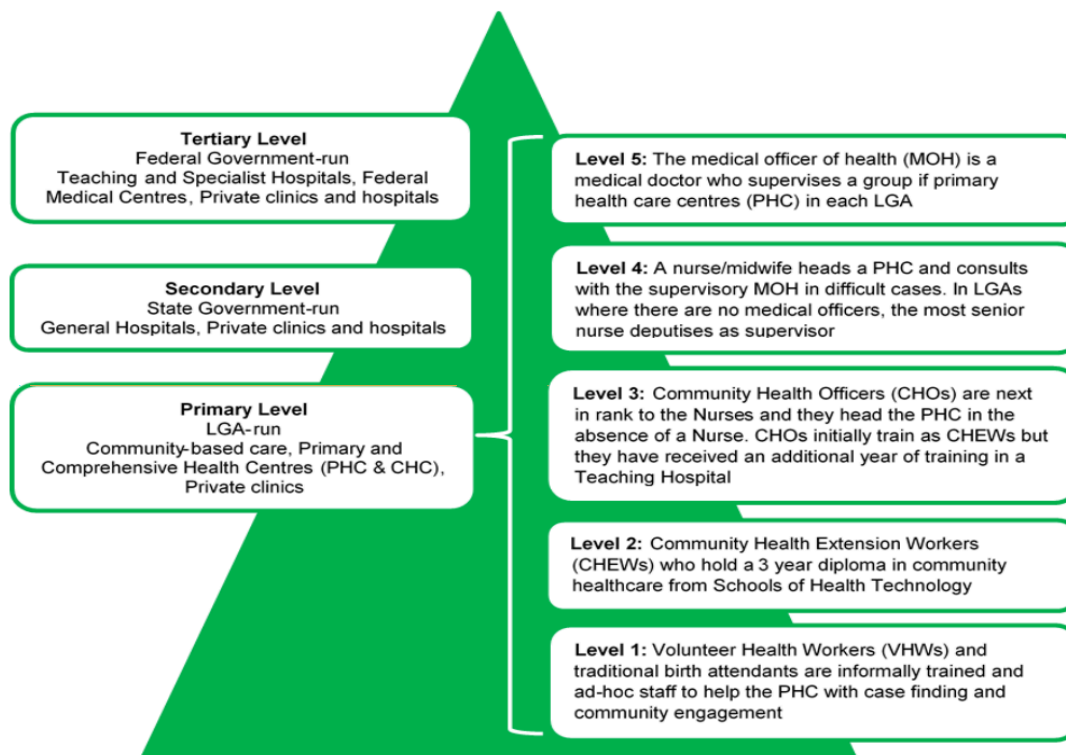 Tertiary Level
Federal Government-run
Teaching and Specialist Hospitals, Federal
Medical Centres, Private clinics and hospitals
Secondary Level
State Government-run
General Hospitals, Private clinics and hospitals
Primary Level
LGA-run
Community-based care, Primary and
Comprehensive Health Centres (PHC & CHC),
Private clinics
Level 5: The medical officer of health (MOH) is a
medical doctor who supervises a group if primary
health care centres (PHC) in each LGA
Level 4: A nurse/midwife heads a PHC and consults
with the supervisory MOH in difficult cases. In LGAs
where there are no medical officers, the most senior
nurse deputises as supervisor
Level 3: Community Health Officers (CHOs) are next
in rank to the Nurses and they head the PHC in the
absence of a Nurse. CHOs initially train as CHEWs but
they have received an additional year of training in a
Teaching Hospital
Level 2: Community Health Extension Workers
(CHEWs) who hold a 3 year diploma in community
healthcare from Schools of Health Technology
Level 1: Volunteer Health Workers (VHWs) and
traditional birth attendants are informally trained and
ad-hoc staff to help the PHC with case finding and
community engagement